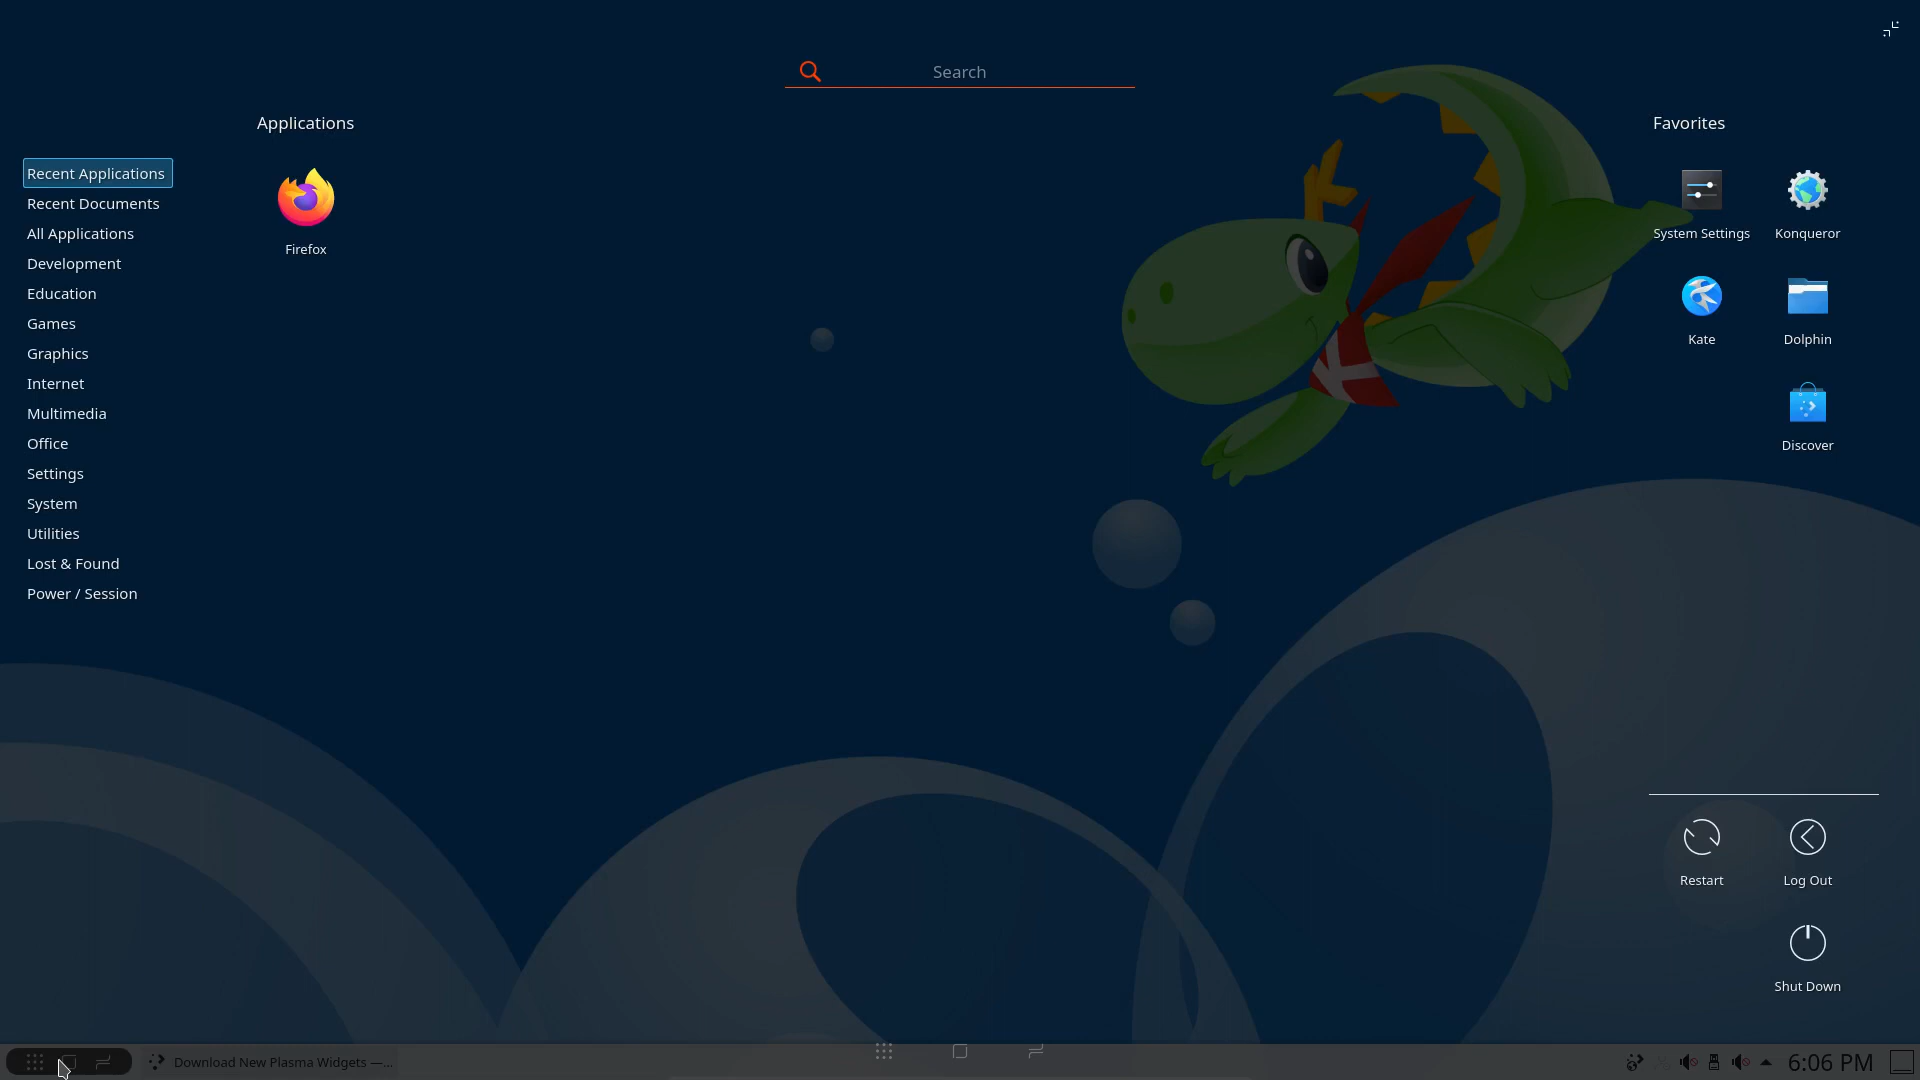 Search
Applications
Favorites
Recent Applications
Recent Documents
All Applications
Development
Education
Games
Graphics
Internet
Multimedia
Office
Settings
System
Utilities
Lost & Found
Power / Session
Firefox
System Settings
Konqueror
Kate
Dolphin
Discover
Restart
Log Out
Shut Down
Download New Plasma Widgets —...
6:06 PM